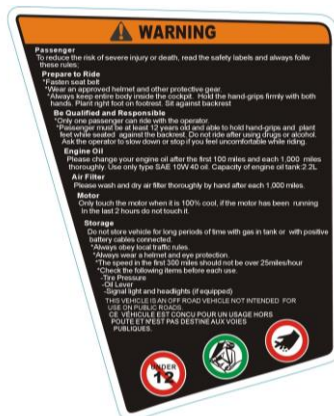 WARNING
Passenger
To reduce the risk of severe injury or death, read the safety labels and always follw
these rules;
Prepare to Ride
*Fasten seat belt
*Wear an approved helmet and other protective gear.
*Always keep entire body inside the cockpit. Hold the hand-grips firmly with both
hands. Plant right foot on footrest. Sit against backrest
Be Qualified and Responsible
*Only one passenger can ride with the operator.
*Passenger must be at least 12 years old and able to hold hand-grips and plant
feet while seated against the backrest. Do not ride after using drugs or alcohol.
Ask the operator to slow down or stop if you feel uncomfortable while riding.
Engine Oil
Please change your engine oil after the first 100 miles and each 1,000 miles
thoroughly. Use only type SAE 10W 40 oil. Capacity of engine oil tank:2.2L
Air Filter
Please wash and dry air filter thoroughly by hand after each 1,000 miles.
Motor
Only touch the motor when it is 100% cool, if the motor has been running
in the last 2 hours do not touch it.
Storage
Do not store vehicle for long periods of time with gas in tank or with positive
battery cables connected.
*Always obey local traffic rules.
*Always wear a helmet and eye protection.
*The speed in the first 300 miles should not be over 25miles/hour
*Check the following items before each use.
-Tire Pressure
-Oil Lever
-Signal light and headlights (if equipped)
THIS VEHICLE IS AN OFF ROAD VEHICLE NOT INTENDED FOR
USE ON PUBLIC ROADS.
CE VÉHICULE EST CONCU POUR UN USAGE HORS
POUTE ET N'EST PAS DESTINE AUX VOIES
PUBLIQUES.
UNDER
12